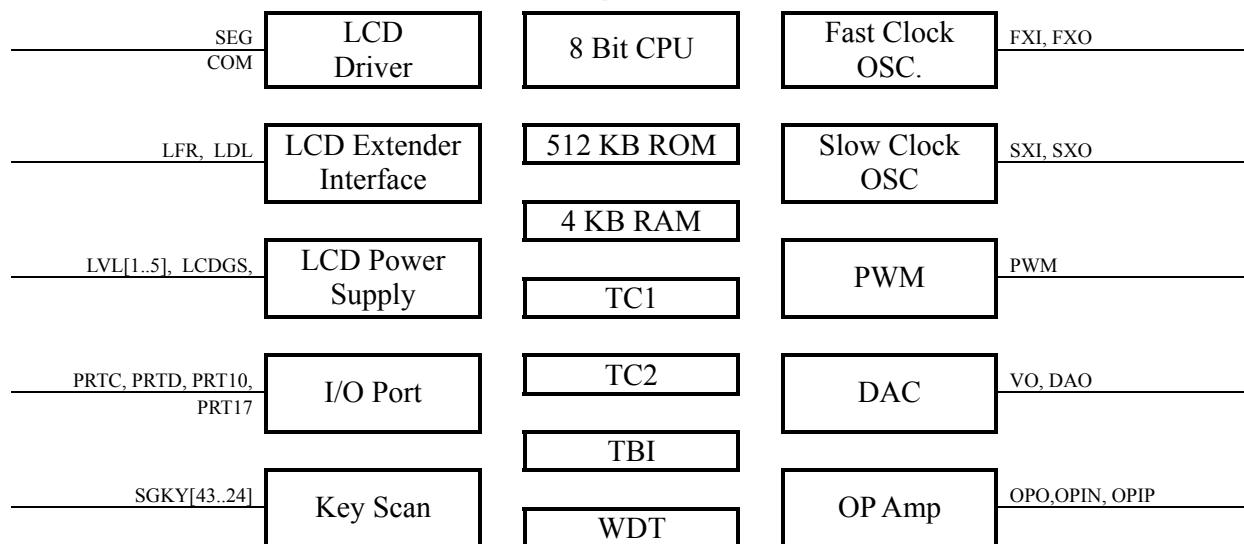 SEG
COM
LCD
Driver
8 Bit CPU
Fast Clock
OSC.
FXI, FXO
LFR, LDL
LCD Extender
Interface
512 KB ROM
Slow Clock
OSC
SXI, SXO
4 KB RAM
LVL[1..5], LCDGS,
LCD Power
Supply
TC1
PWM
PWM
PRTC, PRTD, PRT10,
PRT17
I/O Port
TC2
DAC
VO, DAO
TBI
SGKY[43..24]
Key Scan
WDT
OP Amp
OPO,OPIN, OPIP